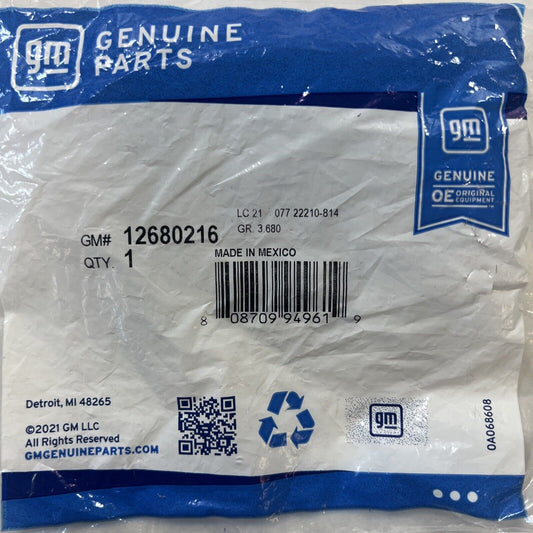 gm GENUINE
PARTS
gm
GENUINE
OE ORIGINAL
EQUIPMENT™
LC 21 077 22210-814
GR. 3.680
GM# 12680216
QTY. 1
MADE IN MEXICO
8 08709 94961 9
Detroit, MI 48265
©2021 GM LLC
All Rights Reserved
GMGENUINEPARTS.COM
gm
0A068608